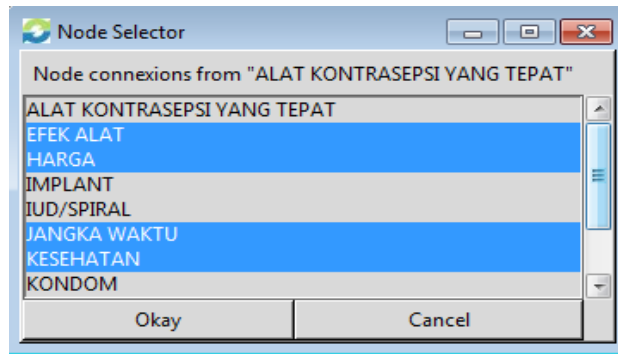 Node Selector
Node connexions from "ALAT KONTRASEPSI YANG TEPAT"
ALAT KONTRASEPSI YANG TEPAT
EFEK ALAT
HARGA
IMPLANT
IUD/SPIRAL
JANGKA WAKTU
KESEHATAN
KONDOM
Okay Cancel